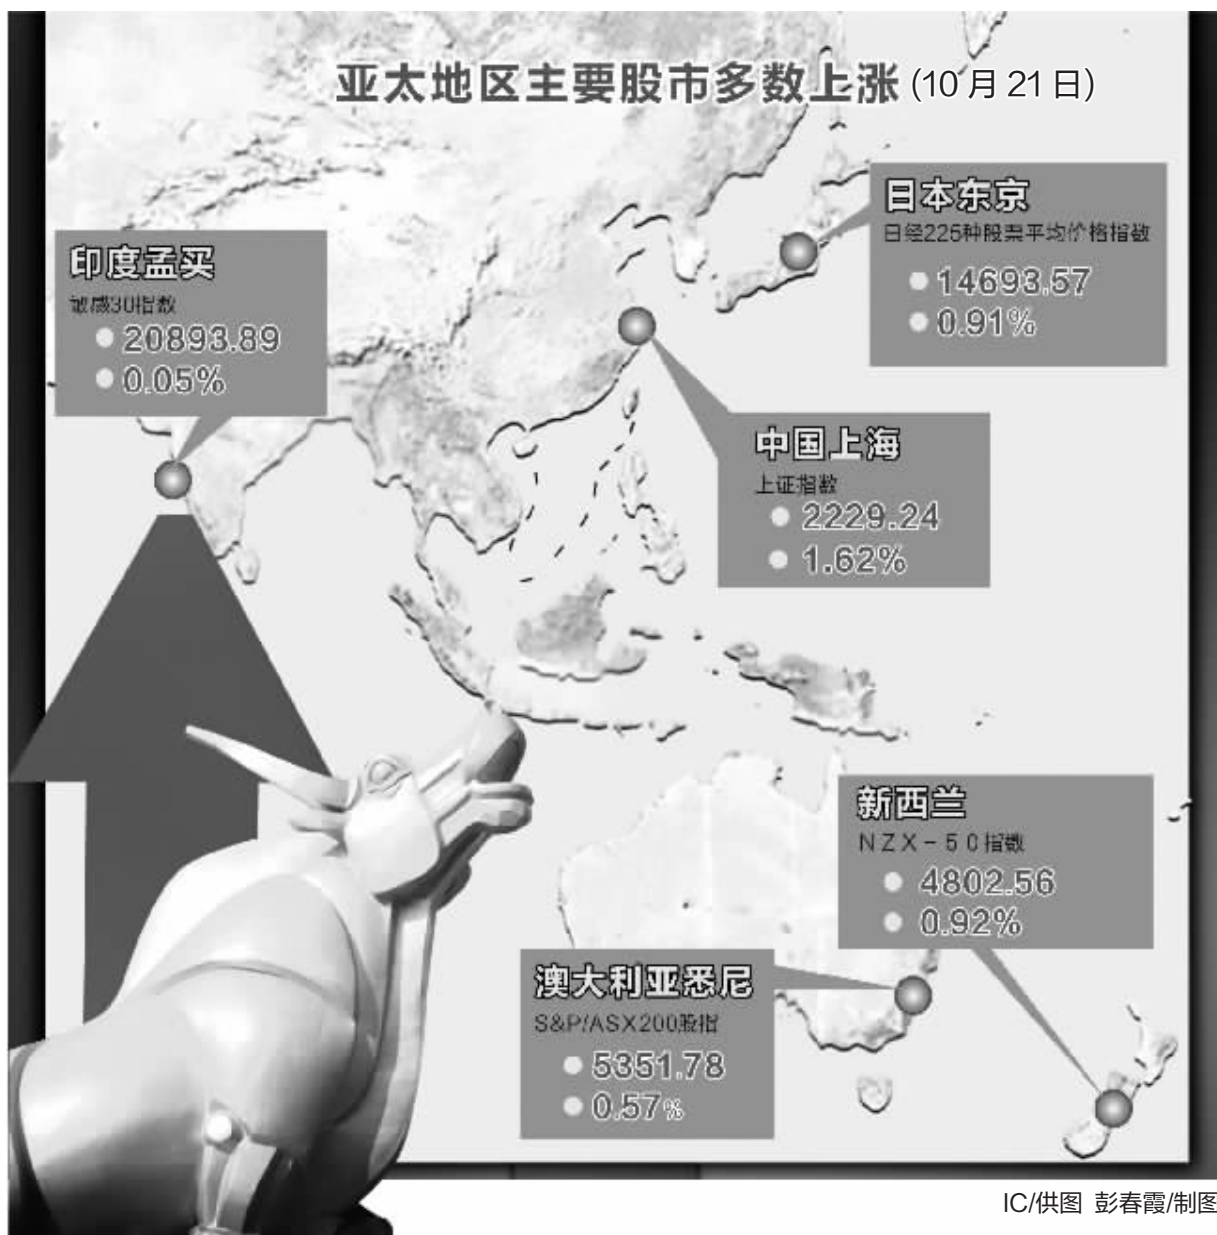 亚太地区主要股市多数上涨 (10月21日)
日本东京
日经225种股票平均价格指数
14693.57
0.91%
印度孟买
敏感30指数
20893.89
0.05%
中国上海
上证指数
2229.24
1.62%
新西兰
NZX-50指数
4802.56
0.92%
澳大利亚悉尼
S&P/ASX200股指
5351.78
0.57%
IC/供图 彭春霞/制图